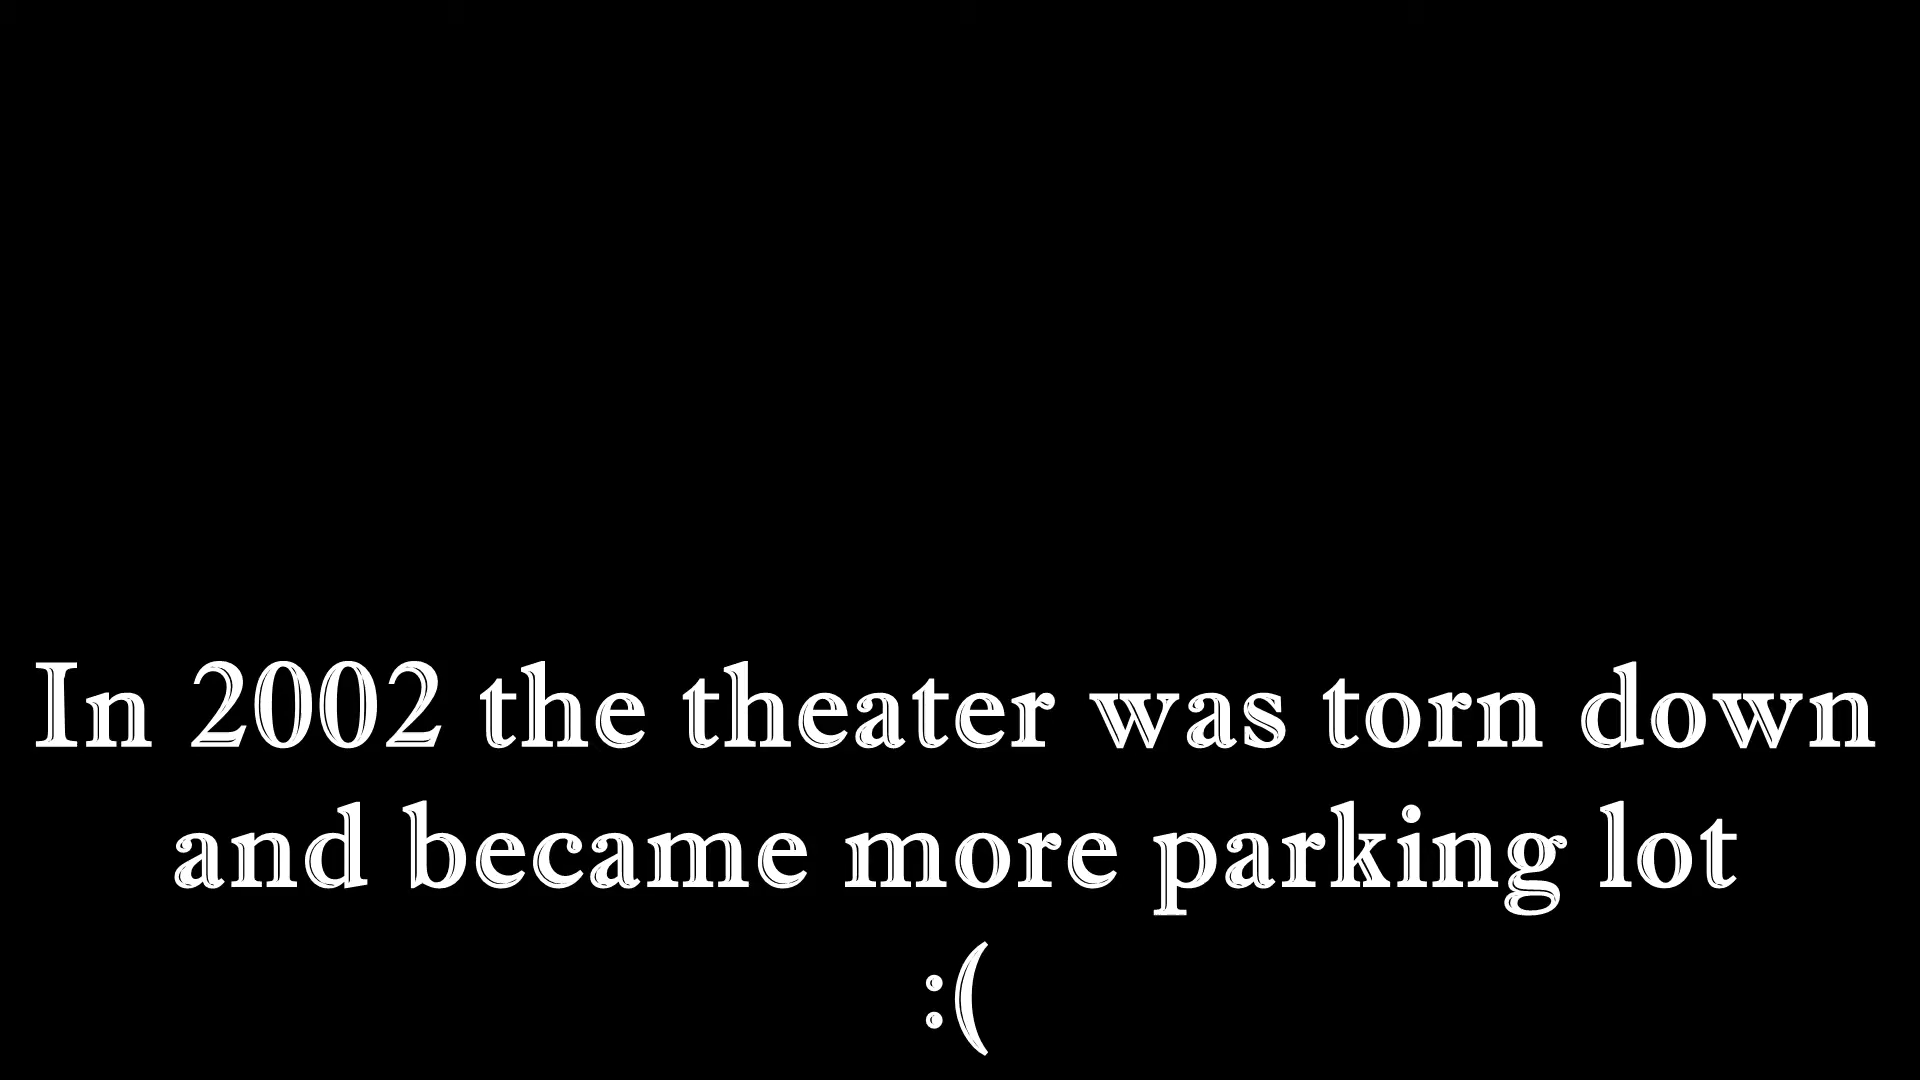 In 2002 the theater was torn down
and became more parking lot
:(